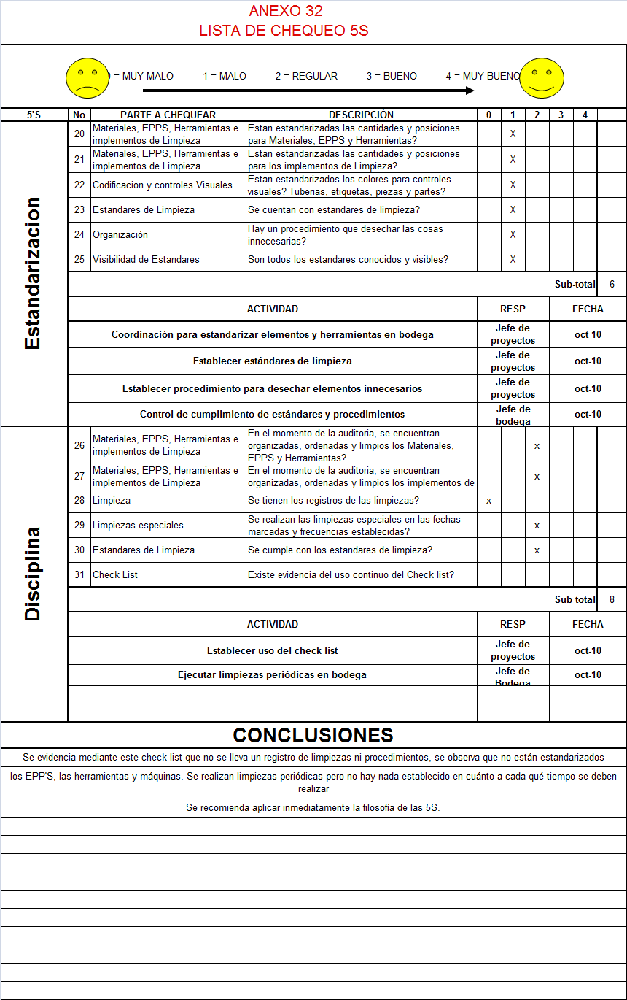 ANEXO 32
LISTA DE CHEQUEO 5S
= MUY MALO 1 = MALO 2 = REGULAR 3 = BUENO 4 = MUY BUENO
5'S No PARTE A CHEQUEAR DESCRIPCIÓN 0 1 2 3 4
Estandarizacion
20 Materiales, EPPS, Herramientas e implementos de Limpieza Estan estandarizadas las cantidades y posiciones para Materiales, EPPS y Herramientas? X
21 Materiales, EPPS, Herramientas e implementos de Limpieza Estan estandarizadas las cantidades y posiciones para los implementos de Limpieza? X
22 Codificacion y controles Visuales Estan estandarizados los colores para controles visuales? Tuberias, etiquetas, piezas y partes? X
23 Estandares de Limpieza Se cuentan con estandares de limpieza? X
24 Organización Hay un procedimiento que desechar las cosas innecesarias? X
25 Visibilidad de Estandares Son todos los estandares conocidos y visibles? X
Sub-total 6
ACTIVIDAD RESP FECHA
Coordinación para estandarizar elementos y herramientas en bodega Jefe de proyectos oct-10
Establecer estándares de limpieza Jefe de proyectos oct-10
Establecer procedimiento para desechar elementos innecesarios Jefe de proyectos oct-10
Control de cumplimiento de estándares y procedimientos Jefe de bodega oct-10
Disciplina
26 Materiales, EPPS, Herramientas e implementos de Limpieza En el momento de la auditoria, se encuentran organizadas, ordenadas y limpios los Materiales, EPPS y Herramientas? x
27 Materiales, EPPS, Herramientas e implementos de Limpieza En el momento de la auditoria, se encuentran organizadas, ordenadas y limpios los implementos de x
28 Limpieza Se tienen los registros de las limpiezas? x
29 Limpiezas especiales Se realizan las limpiezas especiales en las fechas marcadas y frecuencias establecidas? x
30 Estandares de Limpieza Se cumple con los estandares de limpieza? x
31 Check List Existe evidencia del uso continuo del Check list?
Sub-total 8
ACTIVIDAD RESP FECHA
Establecer uso del check list Jefe de proyectos oct-10
Ejecutar limpiezas periódicas en bodega Jefe de Bodega oct-10
CONCLUSIONES
Se evidencia mediante este check list que no se lleva un registro de limpiezas ni procedimientos, se observa que no están estandarizados
los EPP'S, las herramientas y máquinas. Se realizan limpiezas periódicas pero no hay nada establecido en cuánto a cada qué tiempo se deben
realizar
Se recomienda aplicar inmediatamente la filosofía de las 5S.